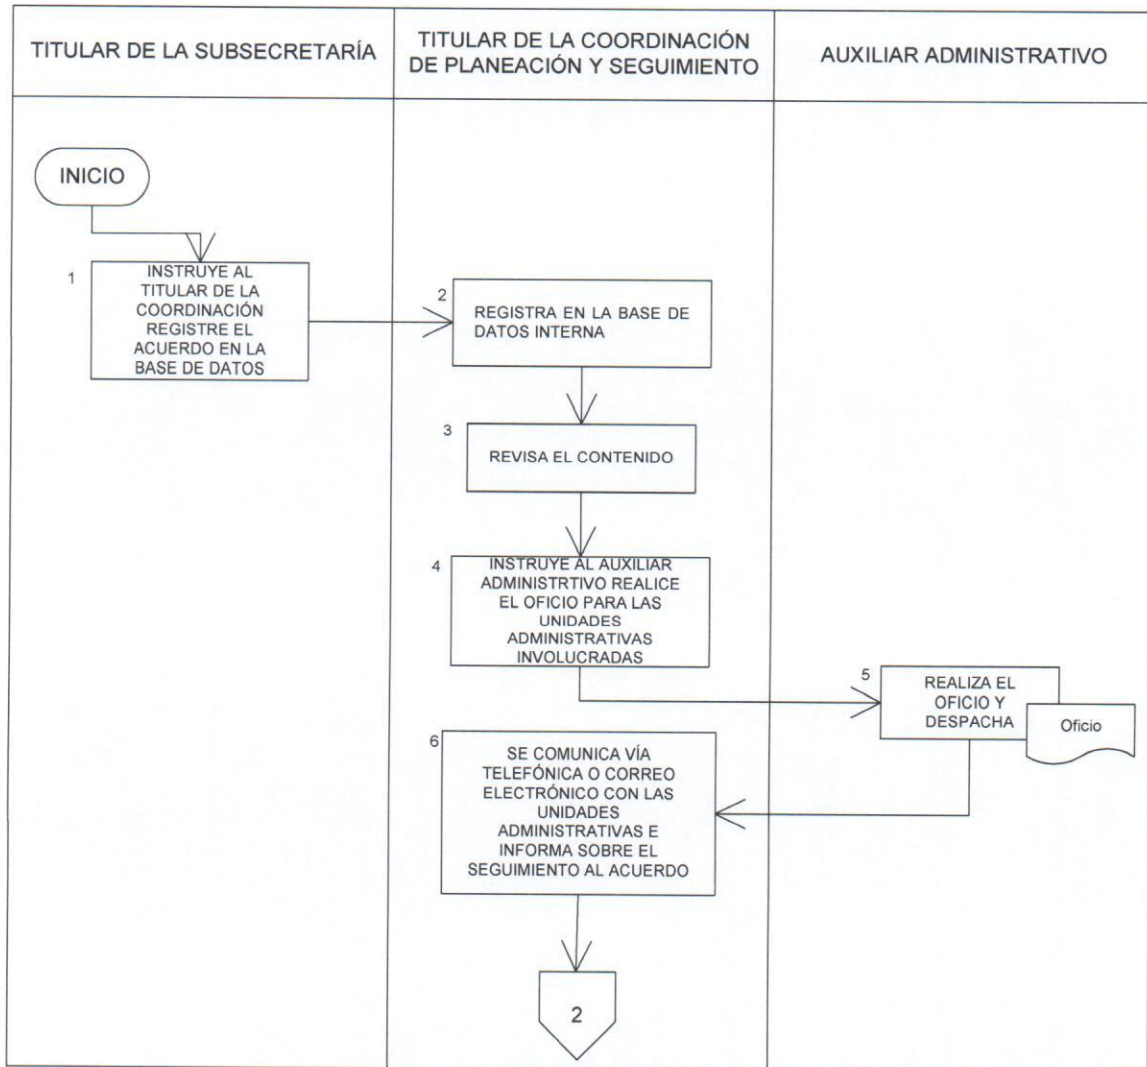 TITULAR DE LA SUBSECRETARÍA
TITULAR DE LA COORDINACIÓN
DE PLANEACIÓN Y SEGUIMIENTO
AUXILIAR ADMINISTRATIVO
INICIO
1
INSTRUYE AL
TITULAR DE LA
COORDINACIÓN
REGISTRE EL
ACUERDO EN LA
BASE DE DATOS
2
REGISTRA EN LA BASE DE
DATOS INTERNA
3
REVISA EL CONTENIDO
4
INSTRUYE AL AUXILIAR
ADMINISTRTIVO REALICE
EL OFICIO PARA LAS
UNIDADES
ADMINISTRATIVAS
INVOLUCRADAS
5
REALIZA EL
OFICIO Y
DESPACHA
Oficio
6
SE COMUNICA VÍA
TELEFÓNICA O CORREO
ELECTRÓNICO CON LAS
UNIDADES
ADMINISTRATIVAS E
INFORMA SOBRE EL
SEGUIMIENTO AL ACUERDO
2